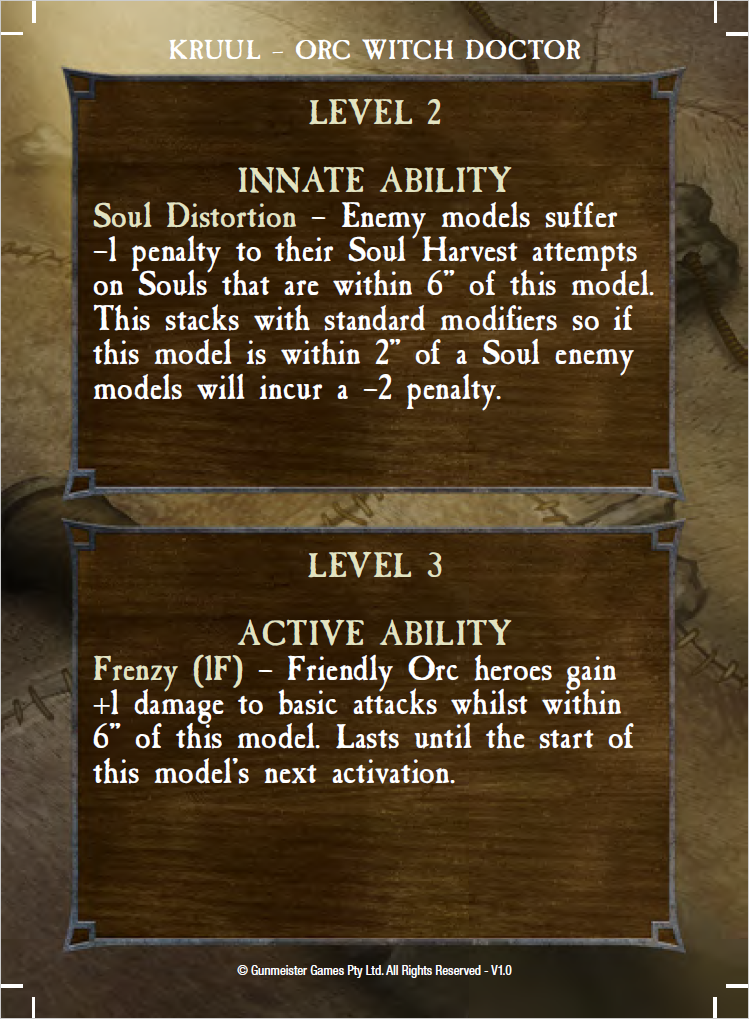 KRUUL – ORC WITCH DOCTOR
LEVEL 2
INNATE ABILITY
Soul Distortion – Enemy models suffer
–1 penalty to their Soul Harvest attempts
on Souls that are within 6” of this model.
This stacks with standard modifiers so if
this model is within 2” of a Soul enemy
models will incur a –2 penalty.
LEVEL 3
ACTIVE ABILITY
Frenzy (1F) – Friendly Orc heroes gain
+1 damage to basic attacks whilst within
6” of this model. Lasts until the start of
this model’s next activation.
© Gunmeister Games Pty Ltd. All Rights Reserved - V1.0